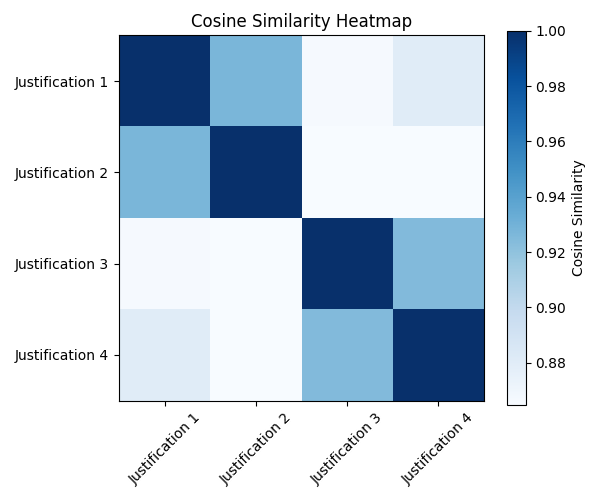 Cosine Similarity Heatmap
Justification 1
Justification 2
Justification 3
Justification 4
Justification 1
Justification 2
Justification 3
Justification 4
1.00
0.98
0.96
0.94
0.92
0.90
0.88
Cosine Similarity